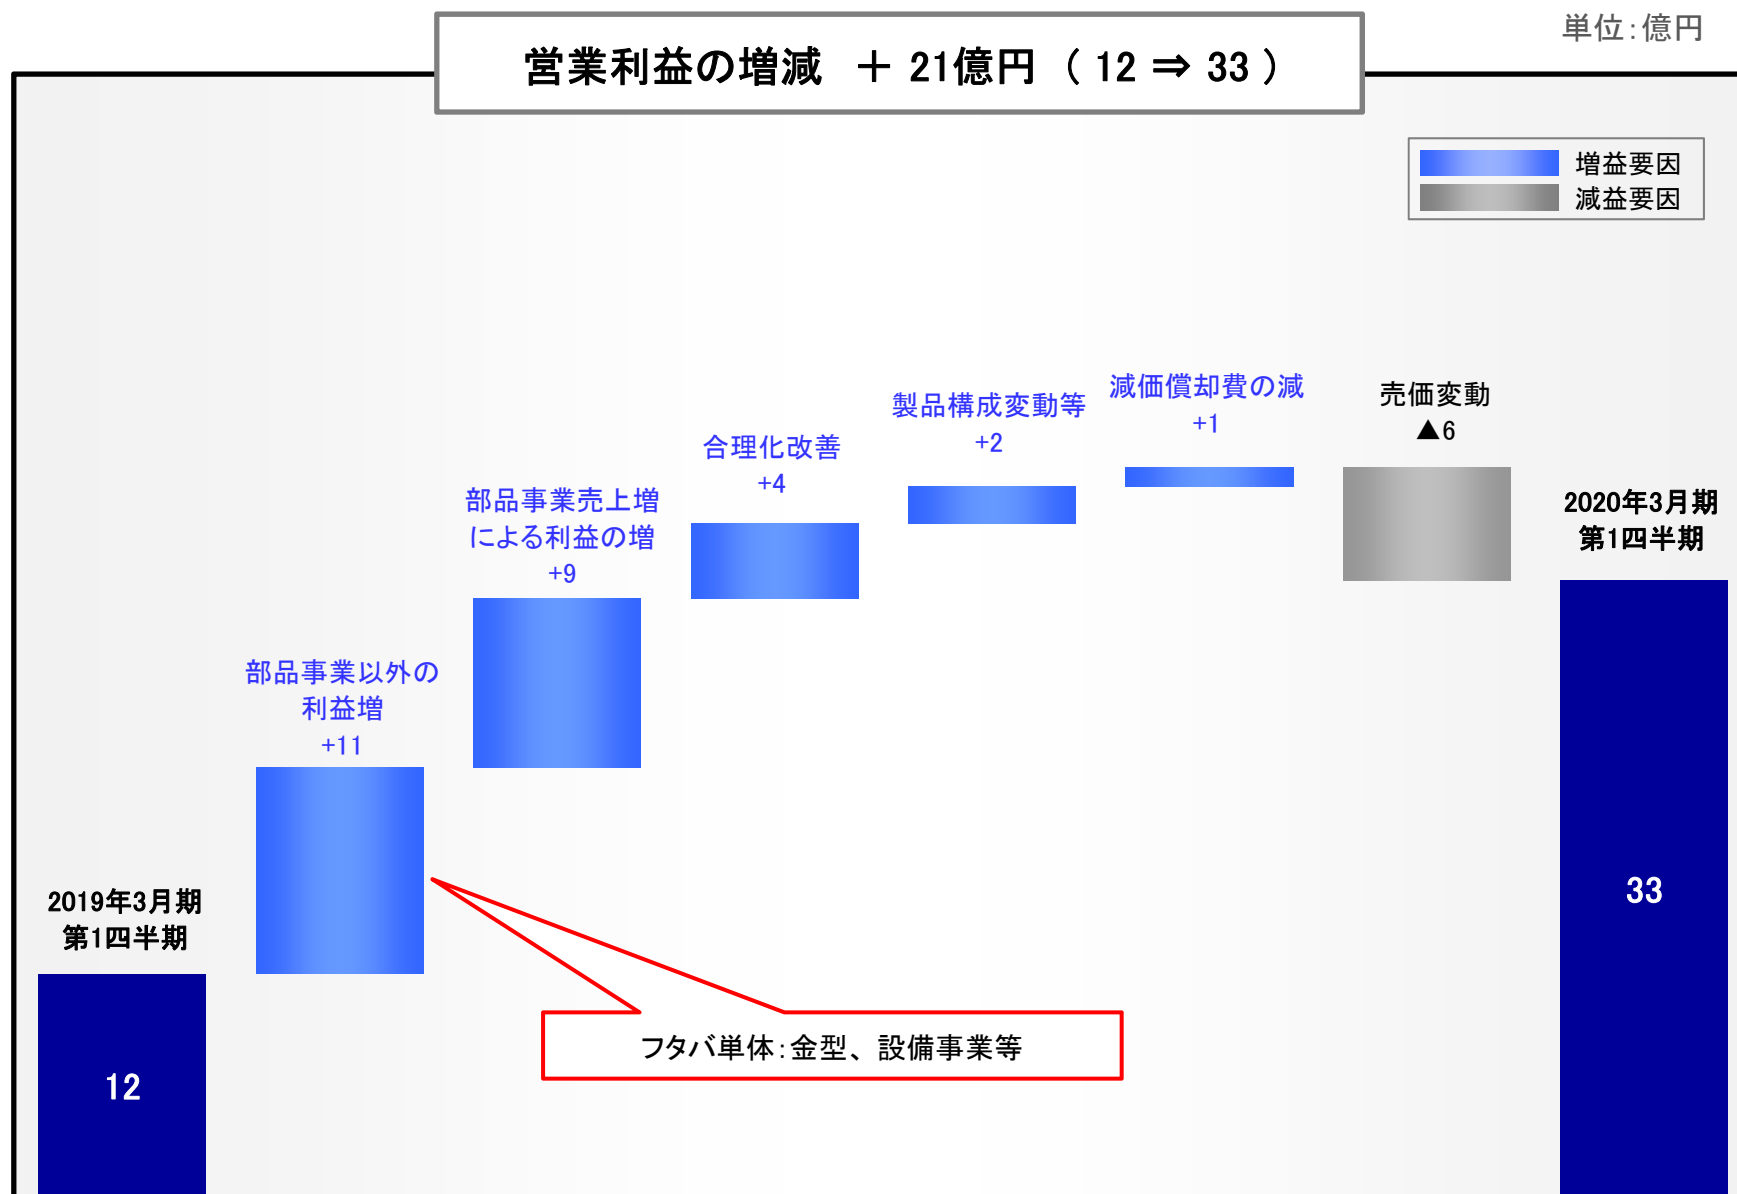 単位：億円
営業利益の増減　＋ 21億円 （ 12 ⇒ 33 ）
増益要因
減益要因
2019年3月期
第1四半期
12
部品事業以外の
利益増
+11
部品事業売上増
による利益の増
+9
合理化改善
+4
製品構成変動等
+2
減価償却費の減
+1
売価変動
▲6
2020年3月期
第1四半期
33
フタバ単体：金型、設備事業等